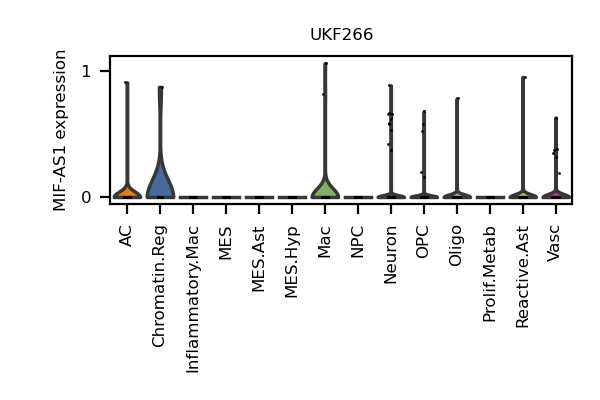 UKF266
MIF-AS1 expression
1
0
AC
Chromatin.Reg
Inflammatory.Mac
MES
MES.Ast
MES.Hyp
Mac
NPC
Neuron
OPC
Oligo
Prolif.Metab
Reactive.Ast
Vasc